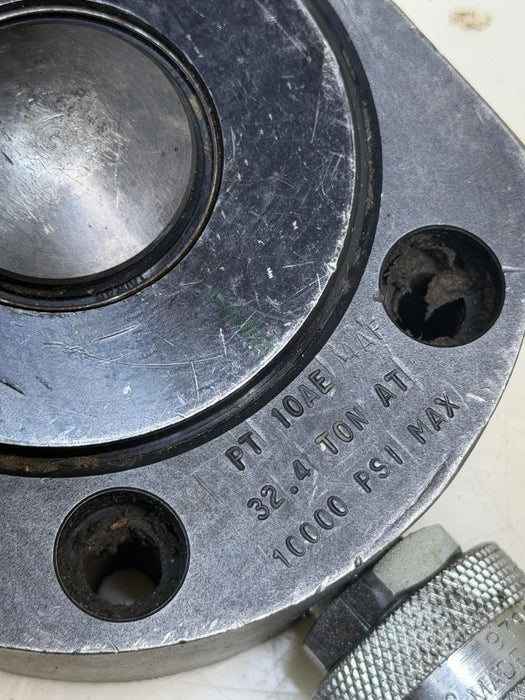 PT 10AE
32.4 TON AT
10000 PSI MAX